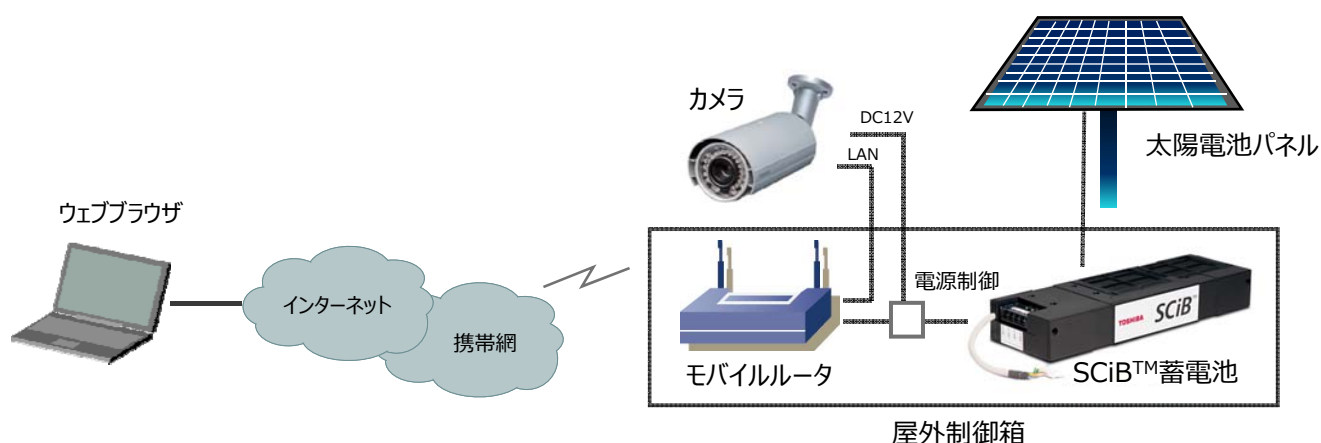 カメラ
DC12V
LAN
太陽電池パネル
ウェブブラウザ
インターネット
携帯網
電源制御
モバイルルータ
TOSHIBA SCiB™
SCiB™蓄電池
屋外制御箱